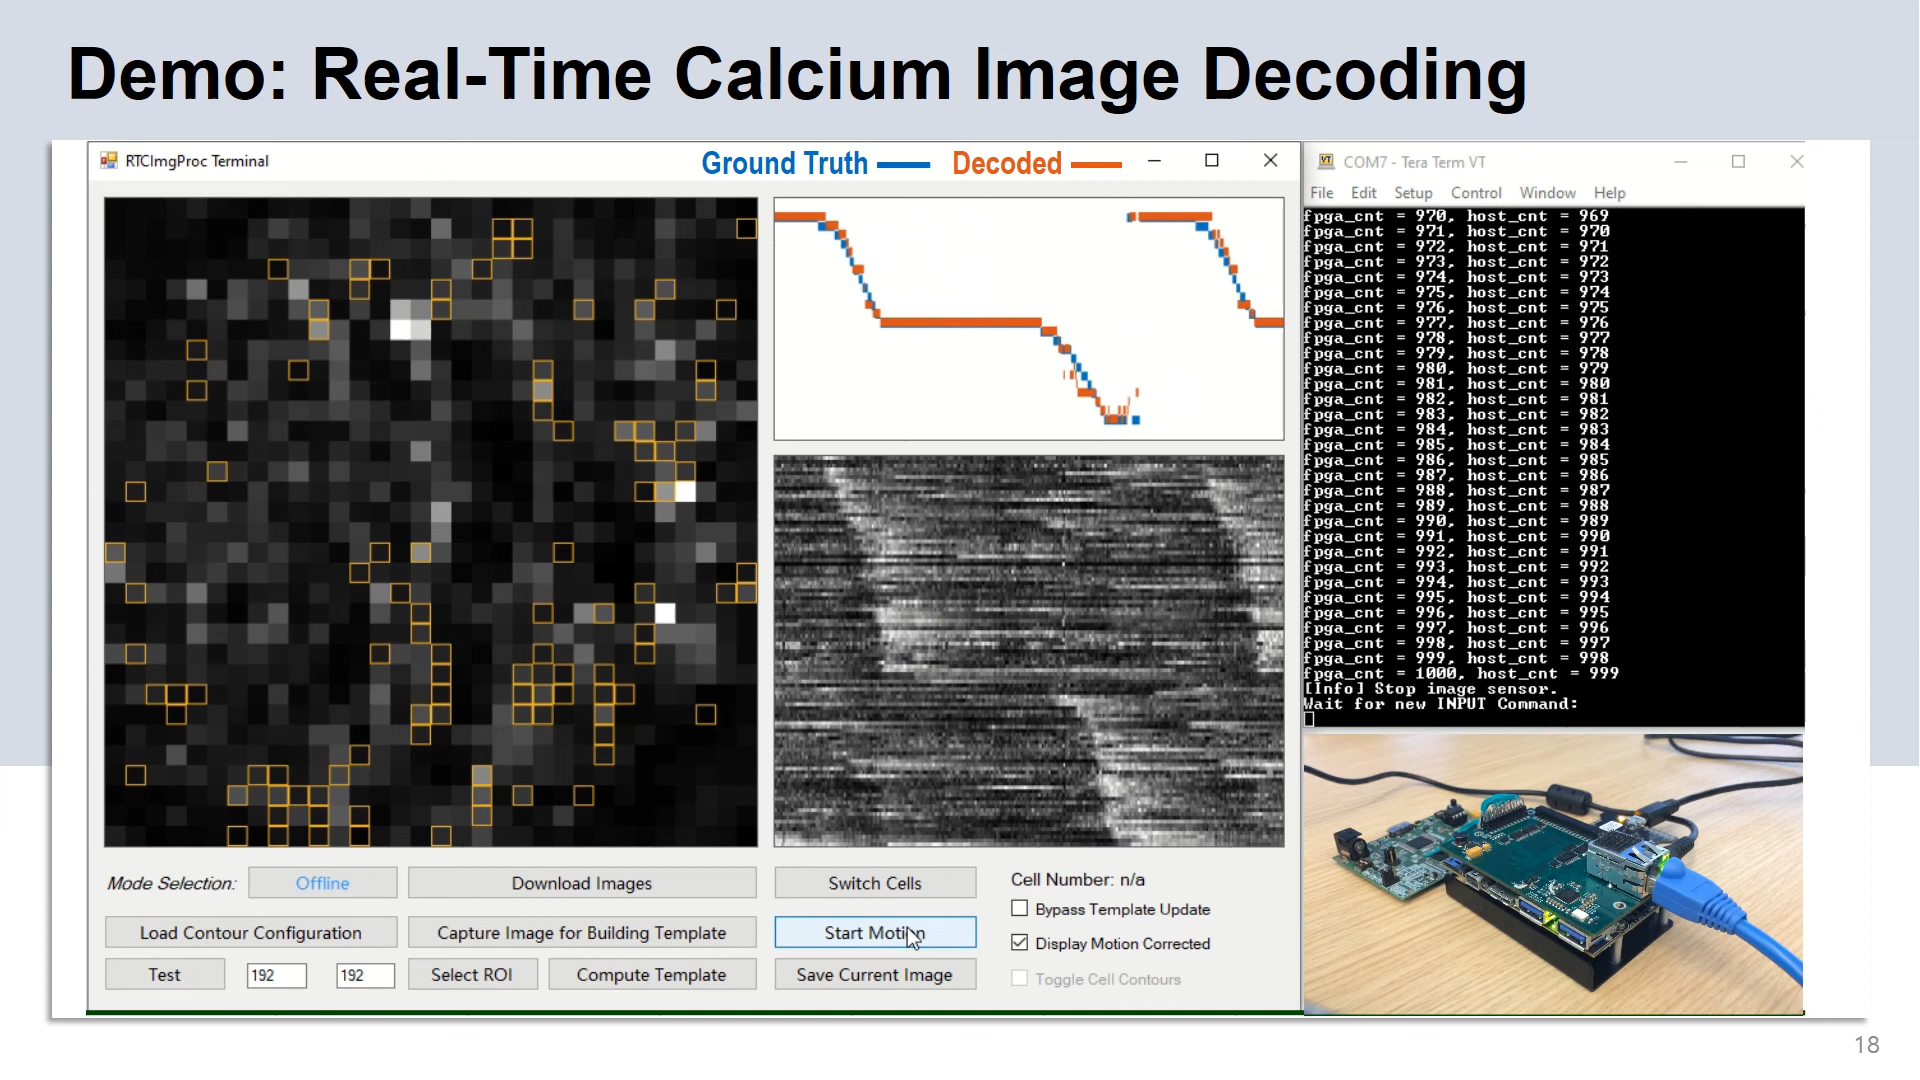 Demo: Real-Time Calcium Image Decoding
RTCImgProc Terminal
Ground Truth
Decoded
Mode Selection:
Offline
Download Images
Switch Cells
Cell Number: n/a
Bypass Template Update
Load Contour Configuration
Capture Image for Building Template
Start Motion
Display Motion Corrected
Test
192
192
Select ROI
Compute Template
Save Current Image
Toggle Cell Contours
COM7 - Tera Term VT
File Edit Setup Control Window Help
fpga_cnt = 970, host_cnt = 969
fpga_cnt = 971, host_cnt = 970
fpga_cnt = 972, host_cnt = 971
fpga_cnt = 973, host_cnt = 972
fpga_cnt = 974, host_cnt = 973
fpga_cnt = 975, host_cnt = 974
fpga_cnt = 976, host_cnt = 975
fpga_cnt = 977, host_cnt = 976
fpga_cnt = 978, host_cnt = 977
fpga_cnt = 979, host_cnt = 978
fpga_cnt = 980, host_cnt = 979
fpga_cnt = 981, host_cnt = 980
fpga_cnt = 982, host_cnt = 981
fpga_cnt = 983, host_cnt = 982
fpga_cnt = 984, host_cnt = 983
fpga_cnt = 985, host_cnt = 984
fpga_cnt = 986, host_cnt = 985
fpga_cnt = 987, host_cnt = 986
fpga_cnt = 988, host_cnt = 987
fpga_cnt = 989, host_cnt = 988
fpga_cnt = 990, host_cnt = 989
fpga_cnt = 991, host_cnt = 990
fpga_cnt = 992, host_cnt = 991
fpga_cnt = 993, host_cnt = 992
fpga_cnt = 994, host_cnt = 993
fpga_cnt = 995, host_cnt = 994
fpga_cnt = 996, host_cnt = 995
fpga_cnt = 997, host_cnt = 996
fpga_cnt = 998, host_cnt = 997
fpga_cnt = 999, host_cnt = 998
fpga_cnt = 1000, host_cnt = 999
[Info] Stop image sensor.
Wait for new INPUT Command:
18